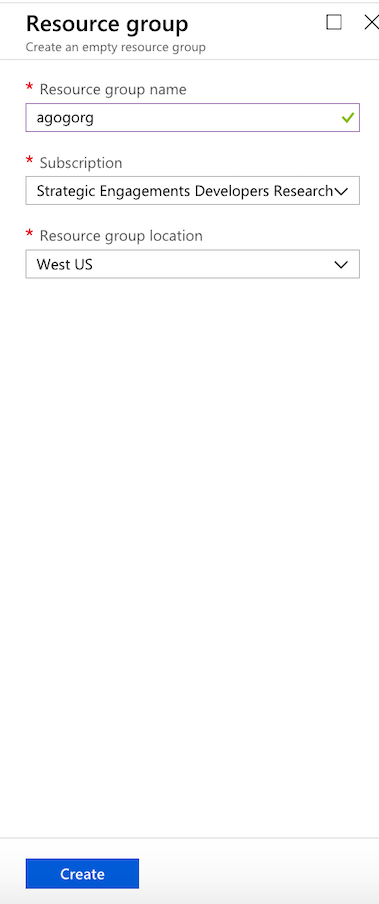 Resource group
Create an empty resource group
* Resource group name
agogorg
* Subscription
Strategic Engagements Developers Research
* Resource group location
West US
Create